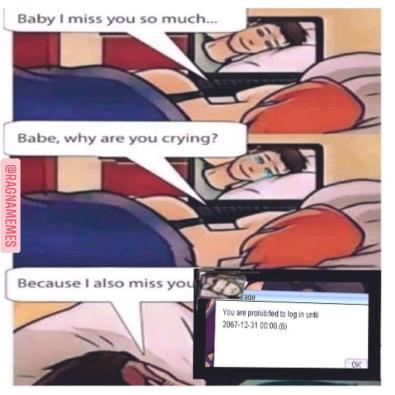 Baby I miss you so much...
Babe, why are you crying?
@RAGNAMEMES
Because I also miss you
age
You are prohibited to log in until
2067-12-31 00:00.(6)
OK